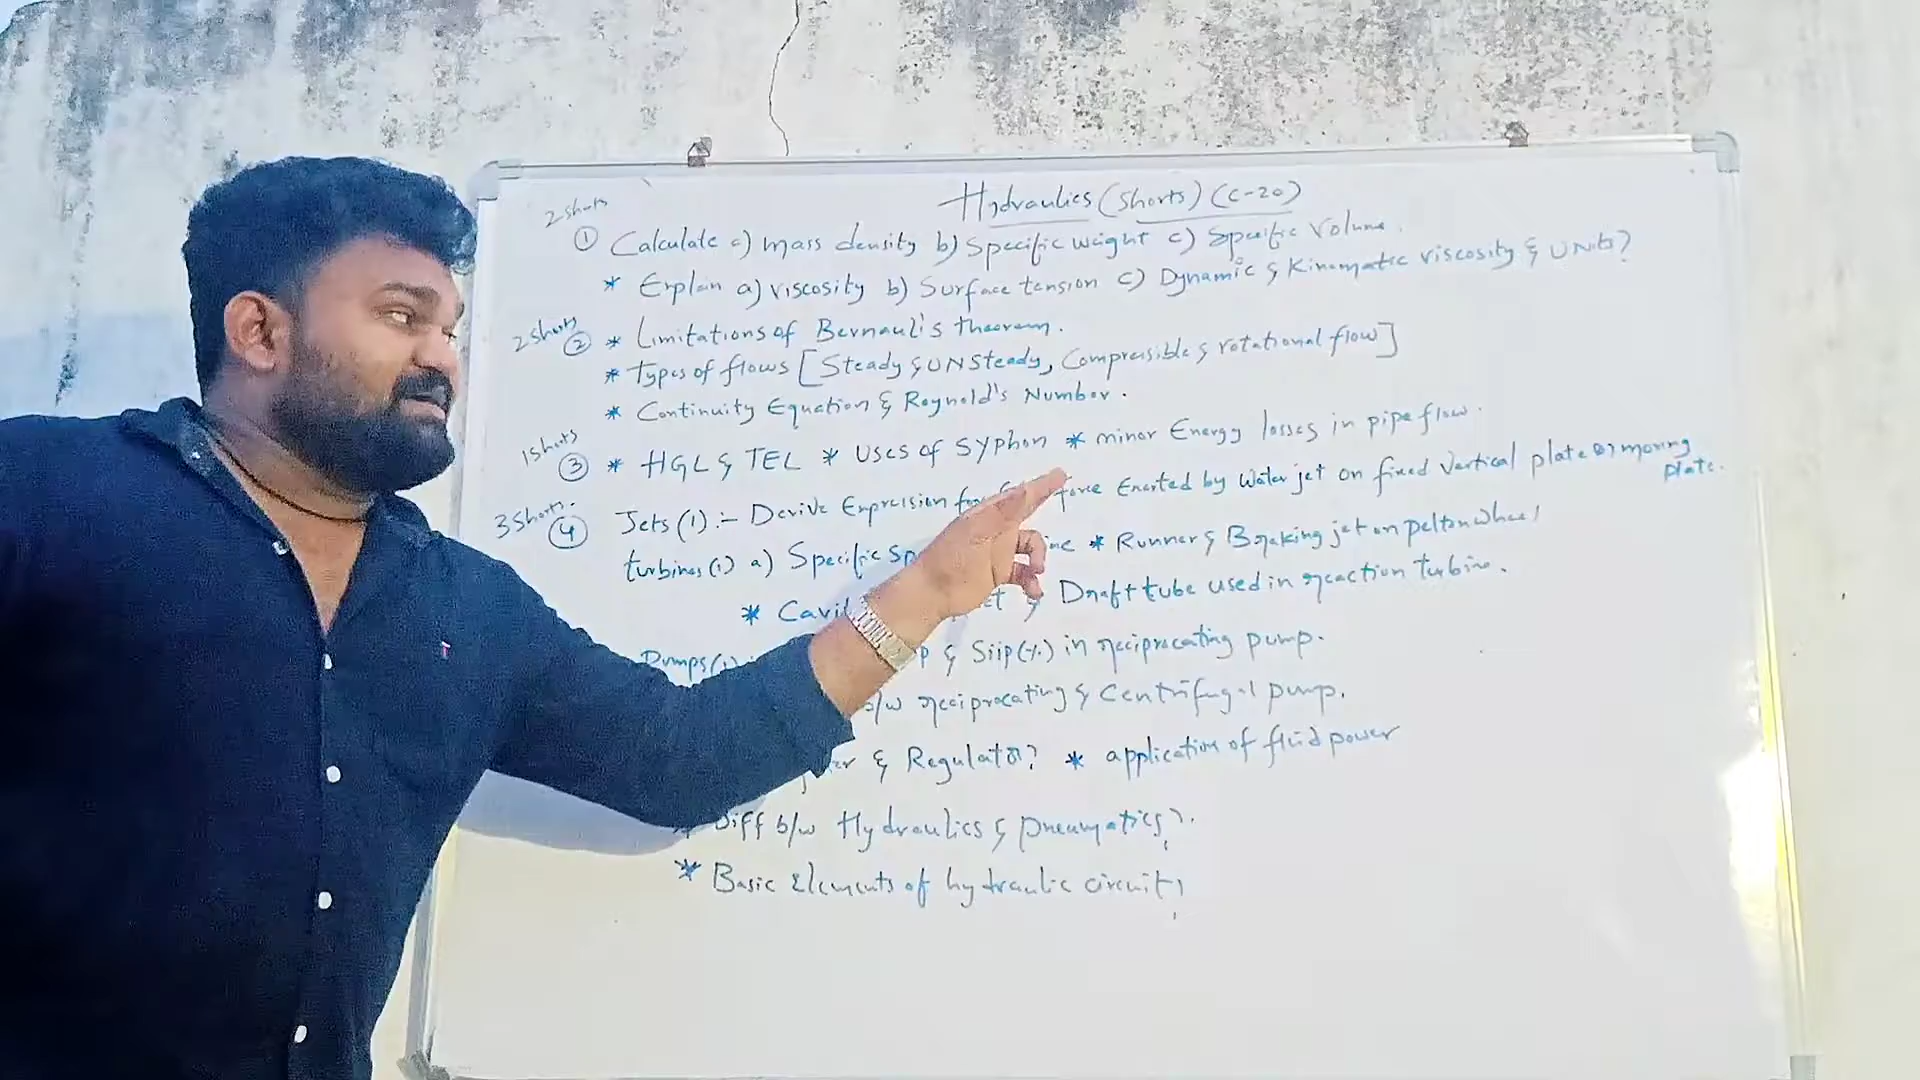 Hydraulics (Shorts) (C-20)
2 shorts
① Calculate a) mass density b) Specific weight c) Specific Volume.
* Explain a) viscosity b) Surface tension c) Dynamic & Kinematic viscosity & UNits?
2 shorts
② * Limitations of Bernauli's theorem.
* types of flows [Steady & UNSteady, Compressible & rotational flow]
* Continuity Equation & Reynold's Number.
1 shorts
③ * HGL & TEL * Uses of Syphon * minor Energy losses in pipe flow.
3 Shorts.
④ Jets (1) :- Derive Expression force Exerted by Water jet on fixed Vertical plate or moving plate.
turbines (1) a) Specific * Runner & Breaking jet on pelton wheel
* Draft tube used in reaction turbine.
Pumps (1) & Slip (%) in reciprocating pump.
b/w reciprocating & Centrifugal pump.
& Regulator? * application of fluid power
* Diff b/w Hydraulics & pneumatics?
* Basic Elements of hydraulic circuits